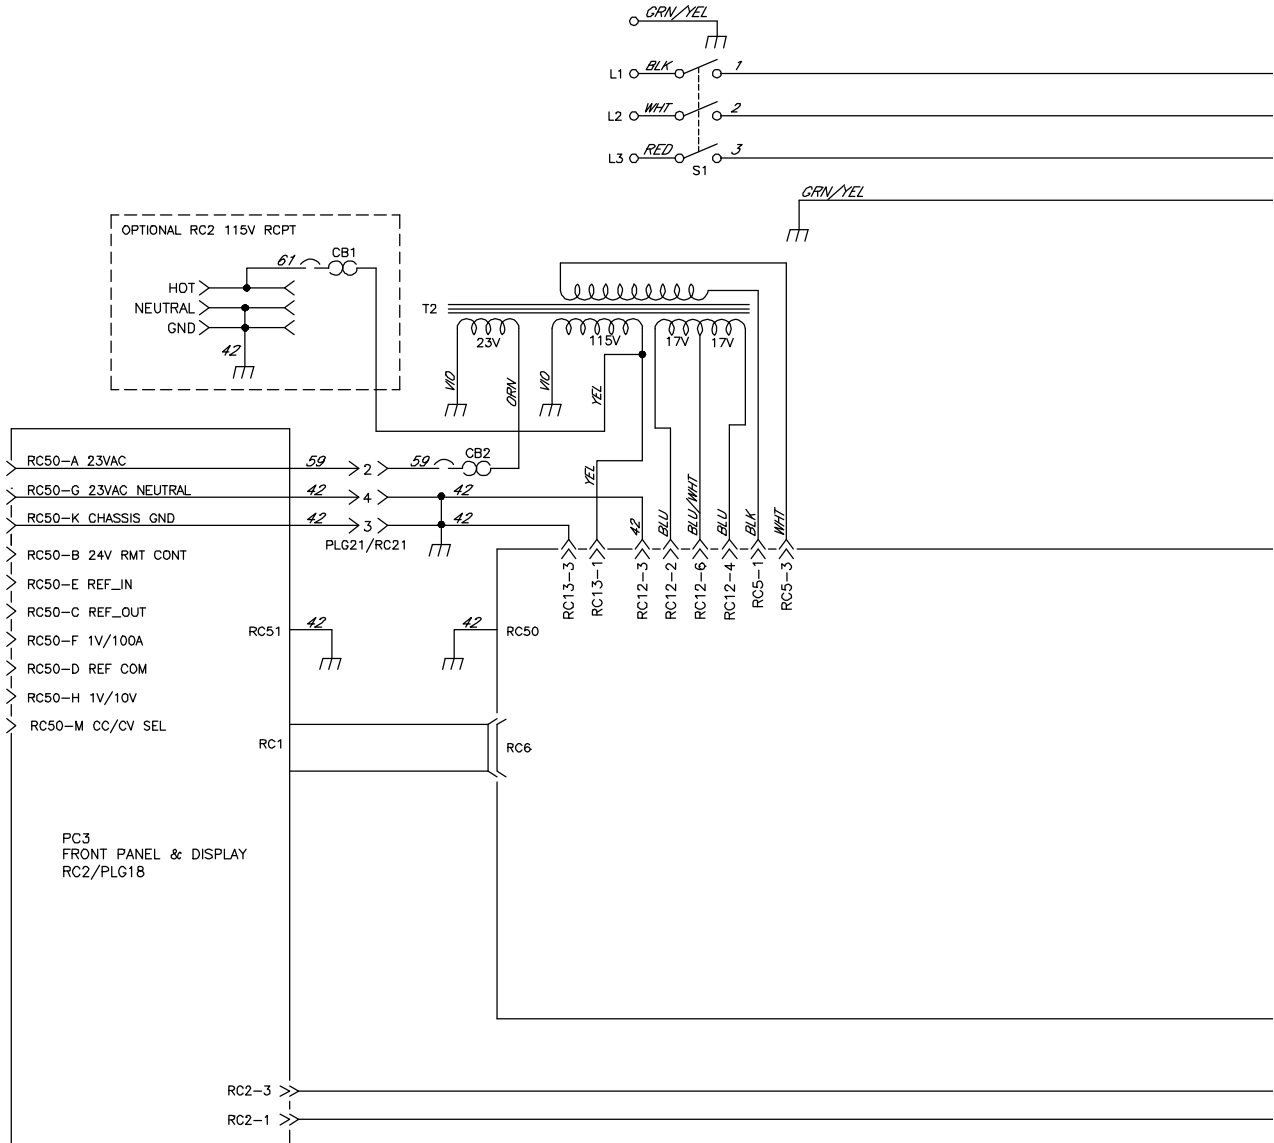 GRN/YEL
L1 BLK 1
L2 WHT 2
L3 RED 3
S1
GRN/YEL
OPTIONAL RC2 115V RCPT
61 CB1
HOT
NEUTRAL
GND
42
T2
23V 115V 17V 17V
VIO ORN VIO YEL
RC50-A 23VAC 59 2 59 CB2
RC50-G 23VAC NEUTRAL 42 4 42
RC50-K CHASSIS GND 42 3 42
PLG21/RC21
YEL 42 BLU BLU/WHT BLU BLK WHT
RC13-3 RC13-1 RC12-3 RC12-2 RC12-6 RC12-4 RC5-1 RC5-3
RC50-B 24V RMT CONT
RC50-E REF_IN
RC50-C REF_OUT
RC50-F 1V/100A
RC50-D REF COM
RC50-H 1V/10V
RC50-M CC/CV SEL
RC51 42 42 RC50
RC1 RC6
PC3
FRONT PANEL & DISPLAY
RC2/PLG18
RC2-3
RC2-1